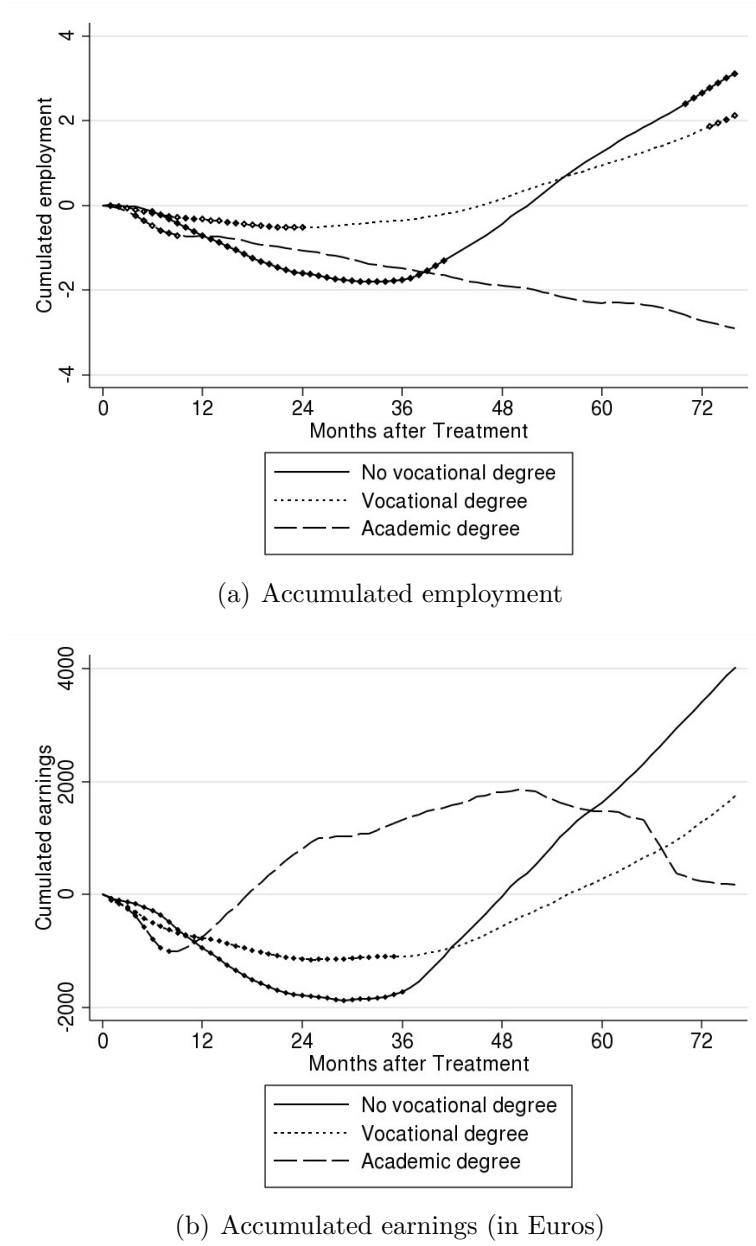 Cumulated employment
4
2
0
-2
-4
0 12 24 36 48 60 72
Months after Treatment
No vocational degree
Vocational degree
Academic degree
(a) Accumulated employment
Cumulated earnings
4000
2000
0
-2000
0 12 24 36 48 60 72
Months after Treatment
No vocational degree
Vocational degree
Academic degree
(b) Accumulated earnings (in Euros)